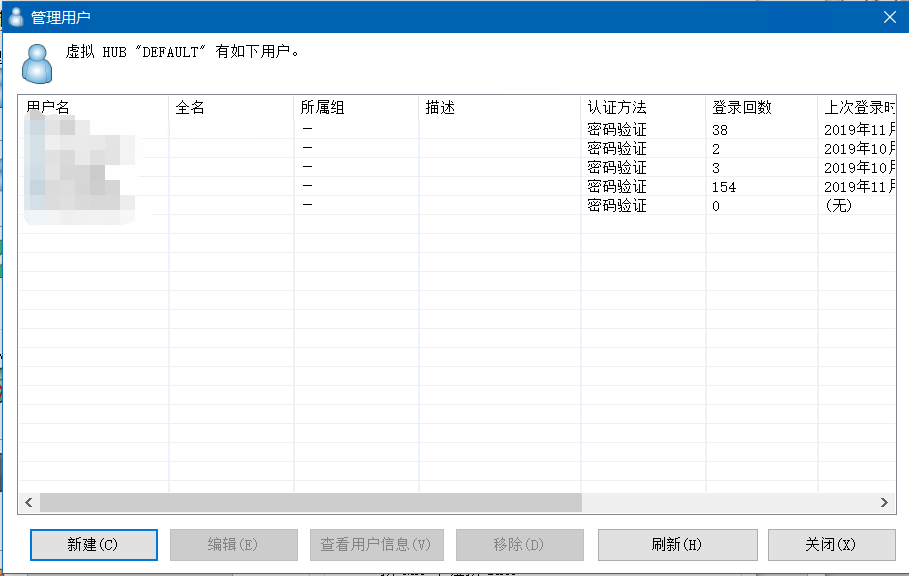 管理用户
虚拟 HUB "DEFAULT" 有如下用户。
用户名 全名 所属组 描述 认证方法 登录回数 上次登录时
- 密码验证 38 2019年11月
- 密码验证 2 2019年10月
- 密码验证 3 2019年10月
- 密码验证 154 2019年11月
- 密码验证 0 (无)
新建(C) 编辑(E) 查看用户信息(V) 移除(D) 刷新(H) 关闭(X)